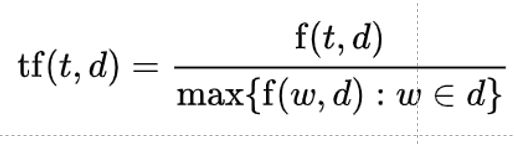 tf(t, d) = f(t, d) / max{f(w, d) : w ∈ d}